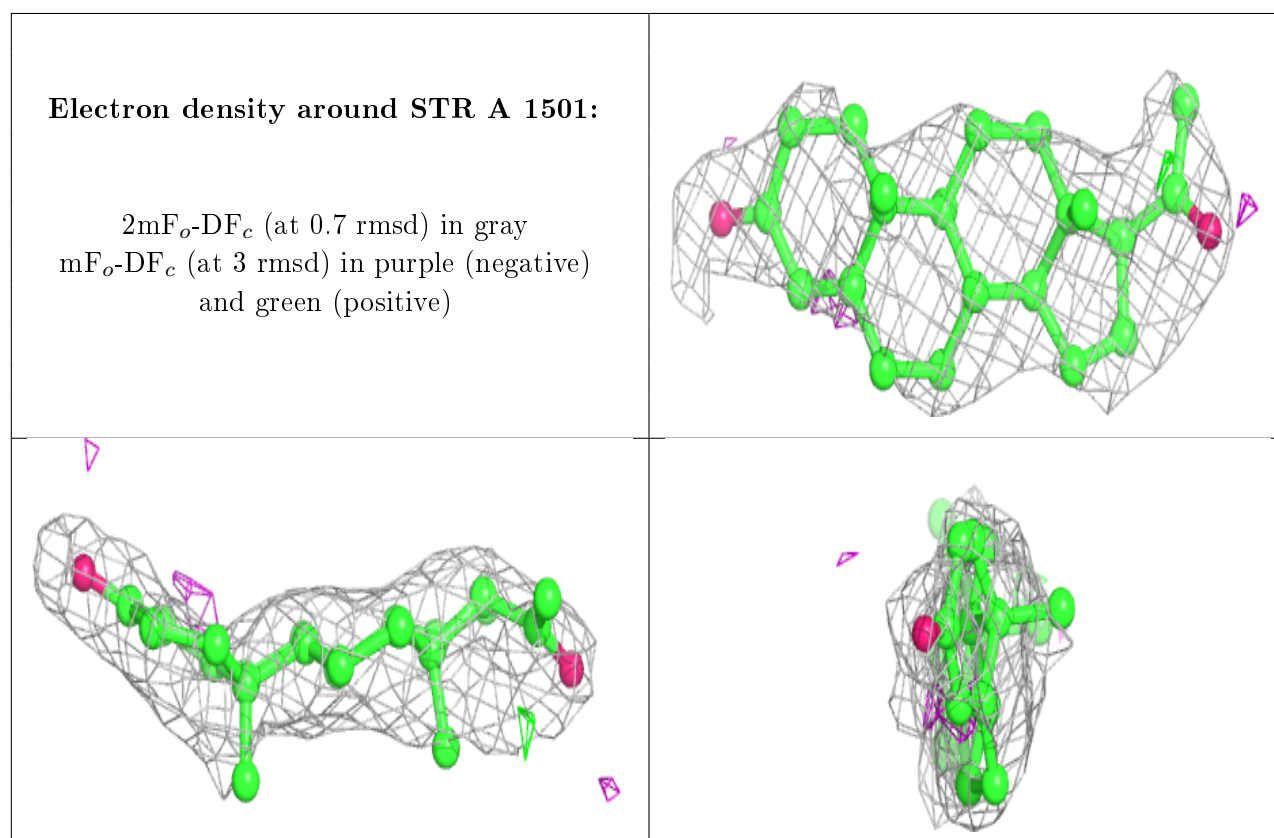 Electron density around STR A 1501:
2mFo-DFc (at 0.7 rmsd) in gray
mFo-DFc (at 3 rmsd) in purple (negative)
and green (positive)